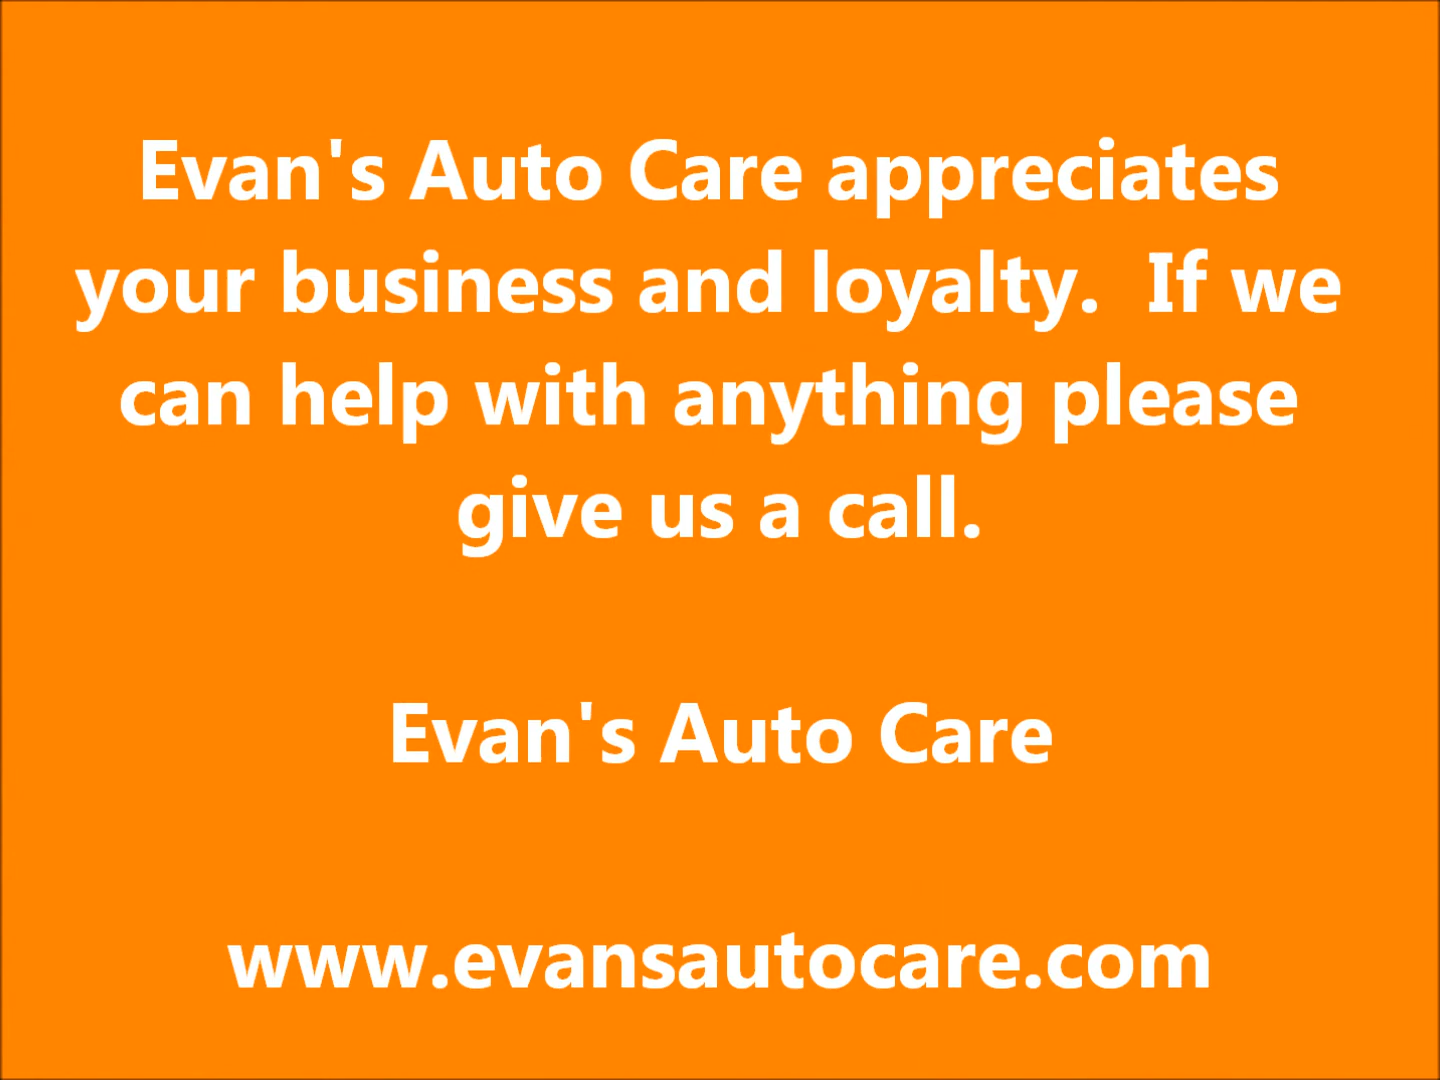 Evan's Auto Care appreciates
your business and loyalty.  If we
can help with anything please
give us a call.
Evan's Auto Care
www.evansautocare.com